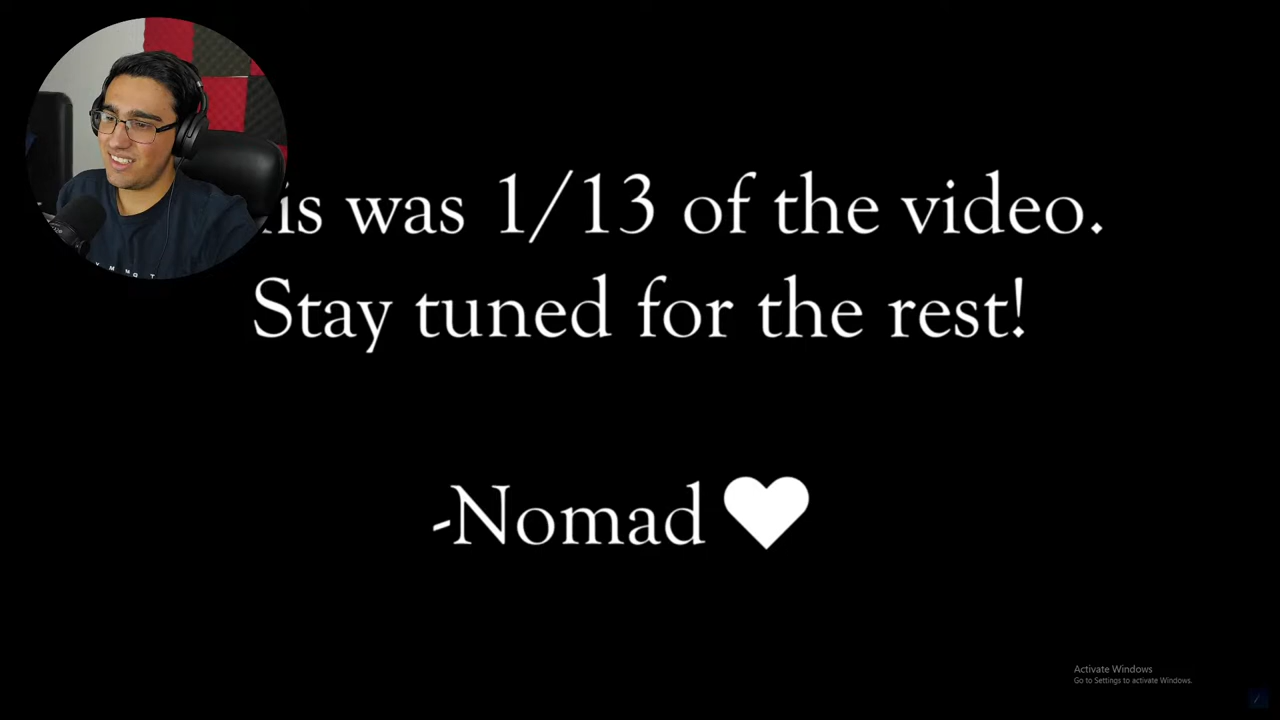 is was 1/13 of the video.
Stay tuned for the rest!
-Nomad ♥
Activate Windows
Go to Settings to activate Windows.